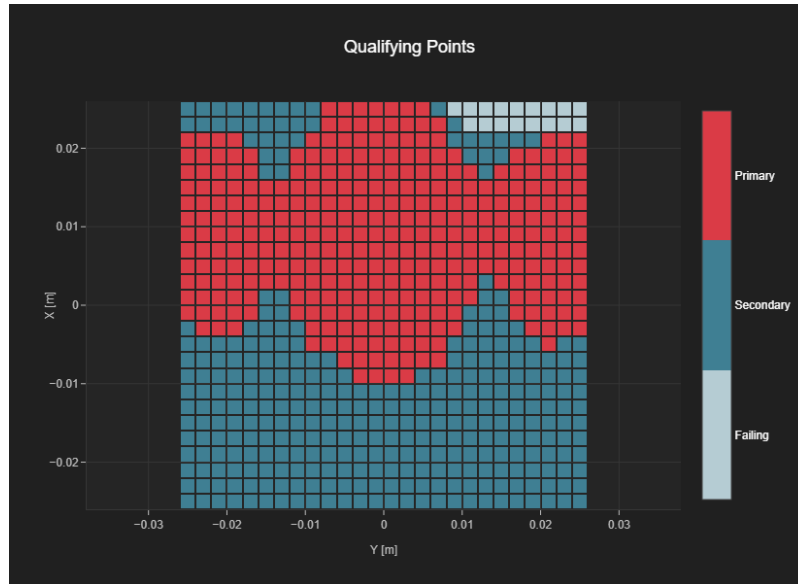 Qualifying Points
0.02
0.01
0
−0.01
−0.02
X [m]
−0.03
−0.02
−0.01
0
0.01
0.02
0.03
Y [m]
Primary
Secondary
Failing